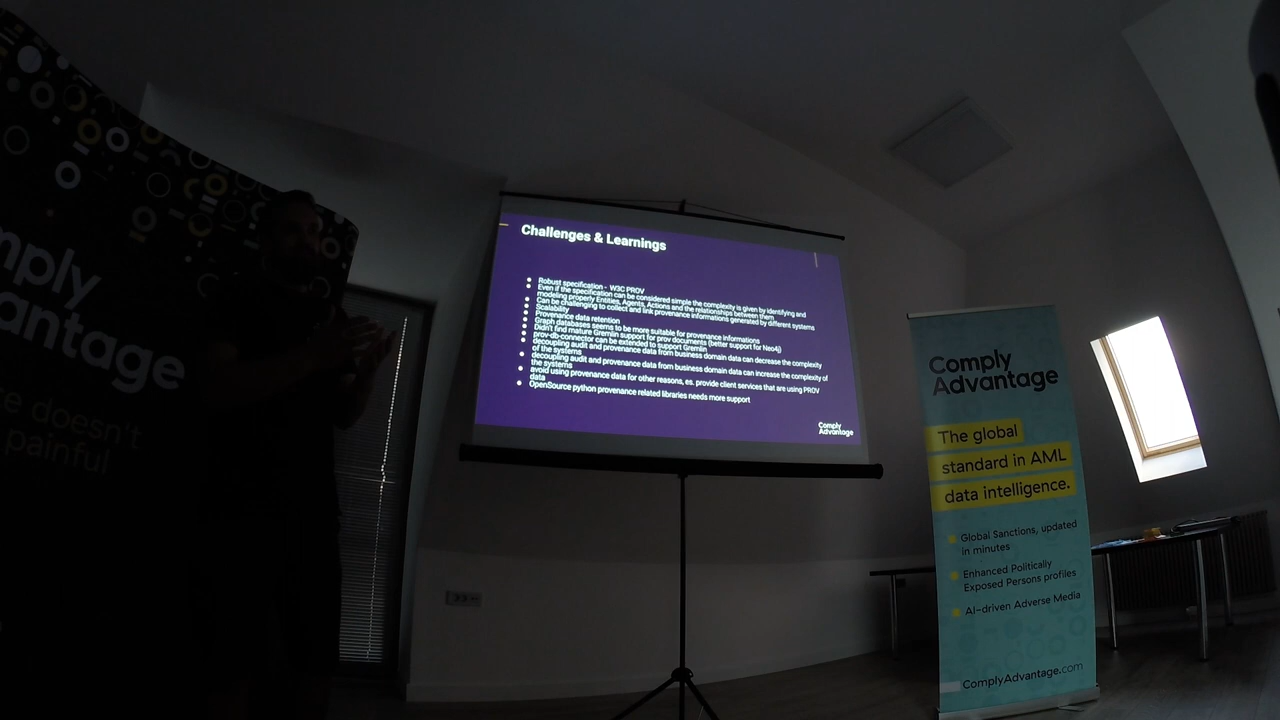 mply
antage
e doesn't
painful
Challenges & Learnings
Robust specification - W3C PROV
Even if the specification can be considered simple the complexity is given by identifying and
modeling properly Entities, Agents, Actions and the relationships between them
Can be challenging to collect and link provenance informations generated by different systems
Scalability
Provenance data retention
Graph databases seems to be more suitable for provenance informations
Didn't find mature Gremlin support for prov documents (better support for Neo4j)
prov-db-connector can be extended to support Gremlin
decoupling audit and provenance data from business domain data can decrease the complexity
of the systems
decoupling audit and provenance data from business domain data can increase the complexity of
the systems
avoid using provenance data for other reasons, es. provide client services that are using PROV
data
OpenSource python provenance related libraries needs more support
Comply
Advantage
Comply
Advantage
The global
standard in AML
data intelligence.
Global Sanctions, updated
in minutes
Enhanced Politically
Exposed Persons profiles
AI-driven Adverse Media
ComplyAdvantage.com